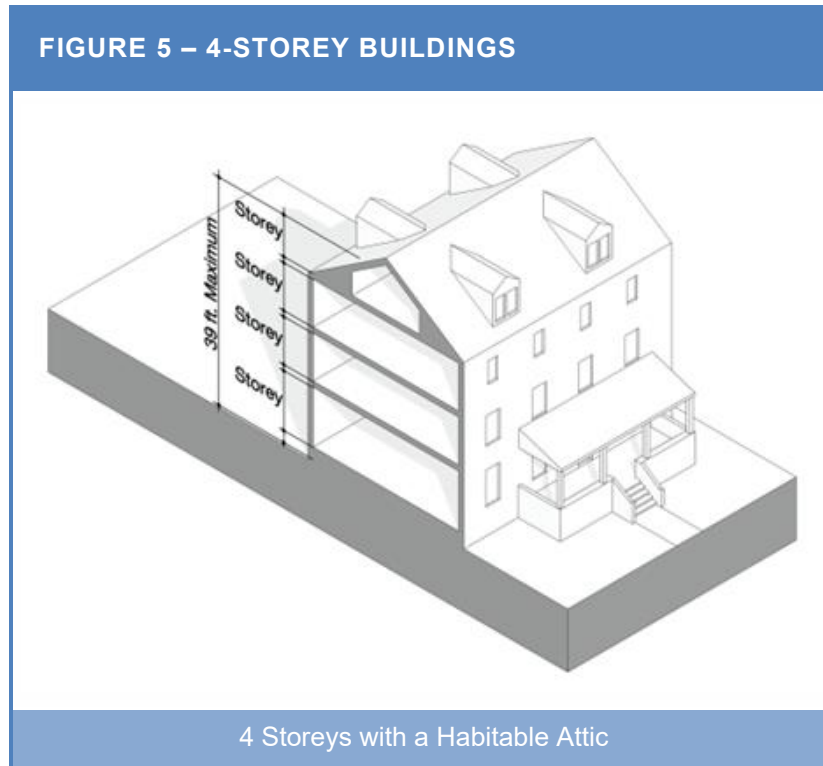 FIGURE 5 – 4-STOREY BUILDINGS
39 ft. Maximum
Storey
Storey
Storey
Storey
4 Storeys with a Habitable Attic